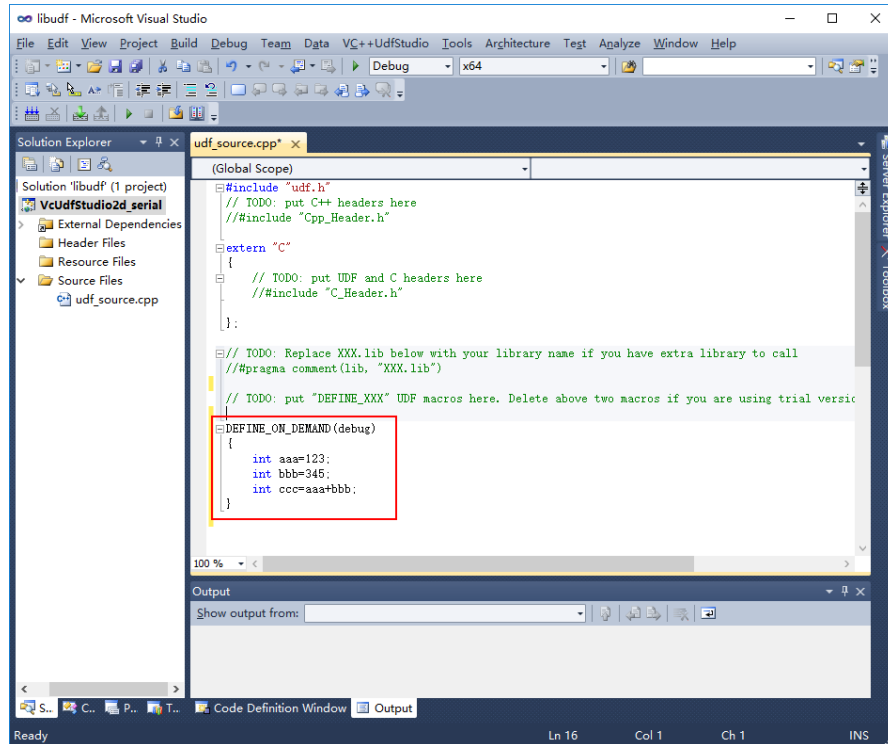 libudf - Microsoft Visual Studio
File Edit View Project Build Debug Team Data VC++UdfStudio Tools Architecture Test Analyze Window Help
Debug x64
Solution Explorer
Solution 'libudf' (1 project)
VcUdfStudio2d_serial
External Dependencies
Header Files
Resource Files
Source Files
udf_source.cpp
udf_source.cpp*
(Global Scope)
#include "udf.h"
// TODO: put C++ headers here
//#include "Cpp_Header.h"
extern "C"
{
// TODO: put UDF and C headers here
//#include "C_Header.h"
};
// TODO: Replace XXX.lib below with your library name if you have extra library to call
//#pragma comment(lib, "XXX.lib")
// TODO: put "DEFINE_XXX" UDF macros here. Delete above two macros if you are using trial versio
DEFINE_ON_DEMAND(debug)
{
int aaa=123;
int bbb=345;
int ccc=aaa+bbb;
}
100 %
Server Explorer
Toolbox
Output
Show output from:
S... C... P... T...
Code Definition Window Output
Ready Ln 16 Col 1 Ch 1 INS